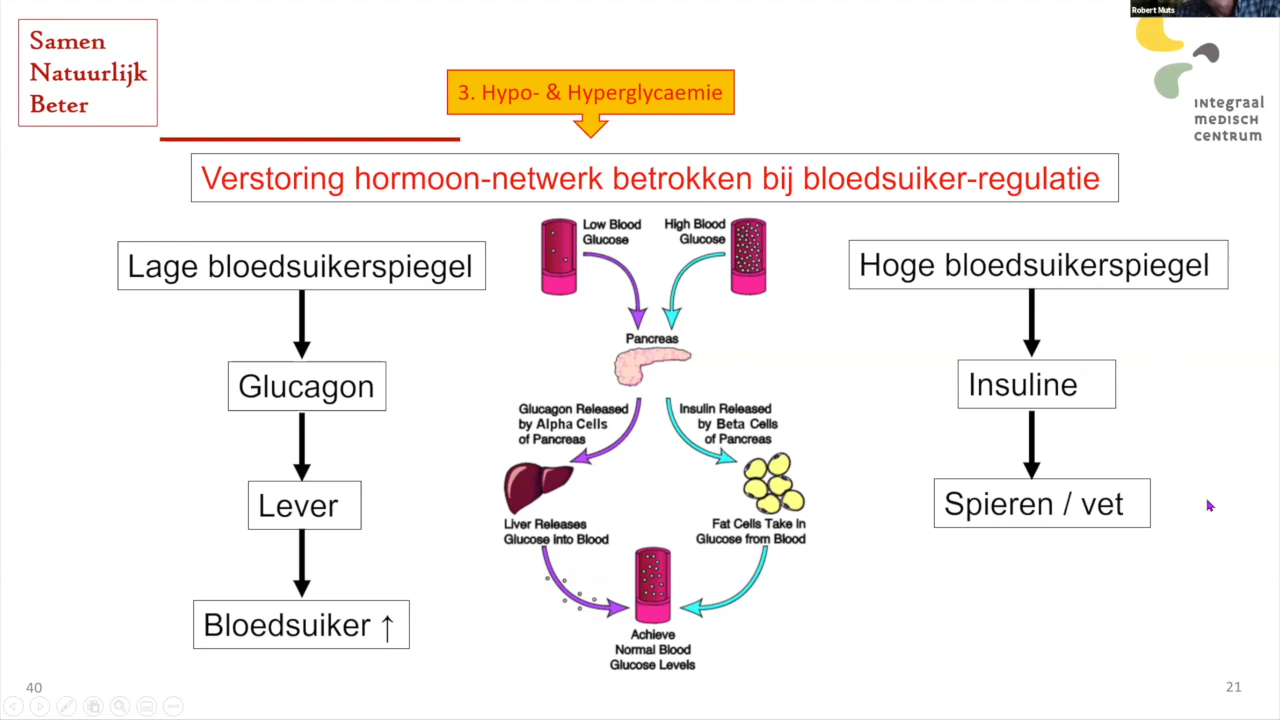 Robert Muts
Samen
Natuurlijk
Beter
INTEGRAAL
MEDISCH
CENTRUM
3. Hypo- & Hyperglycaemie
Verstoring hormoon-netwerk betrokken bij bloedsuiker-regulatie
Lage bloedsuikerspiegel
Glucagon
Lever
Bloedsuiker ↑
Low Blood
Glucose
High Blood
Glucose
Pancreas
Glucagon Released
by Alpha Cells
of Pancreas
Insulin Released
by Beta Cells
of Pancreas
Liver Releases
Glucose into Blood
Fat Cells Take In
Glucose from Blood
Achieve
Normal Blood
Glucose Levels
Hoge bloedsuikerspiegel
Insuline
Spieren / vet
40
21